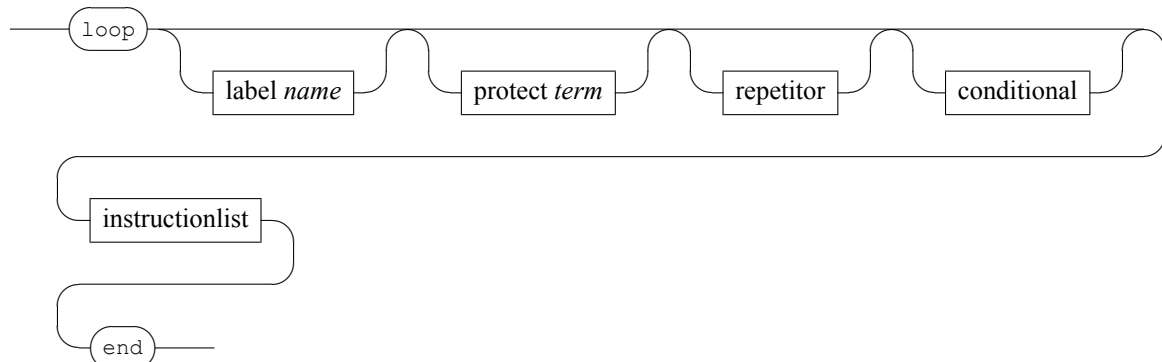 loop
label name protect term repetitor conditional
instructionlist
end